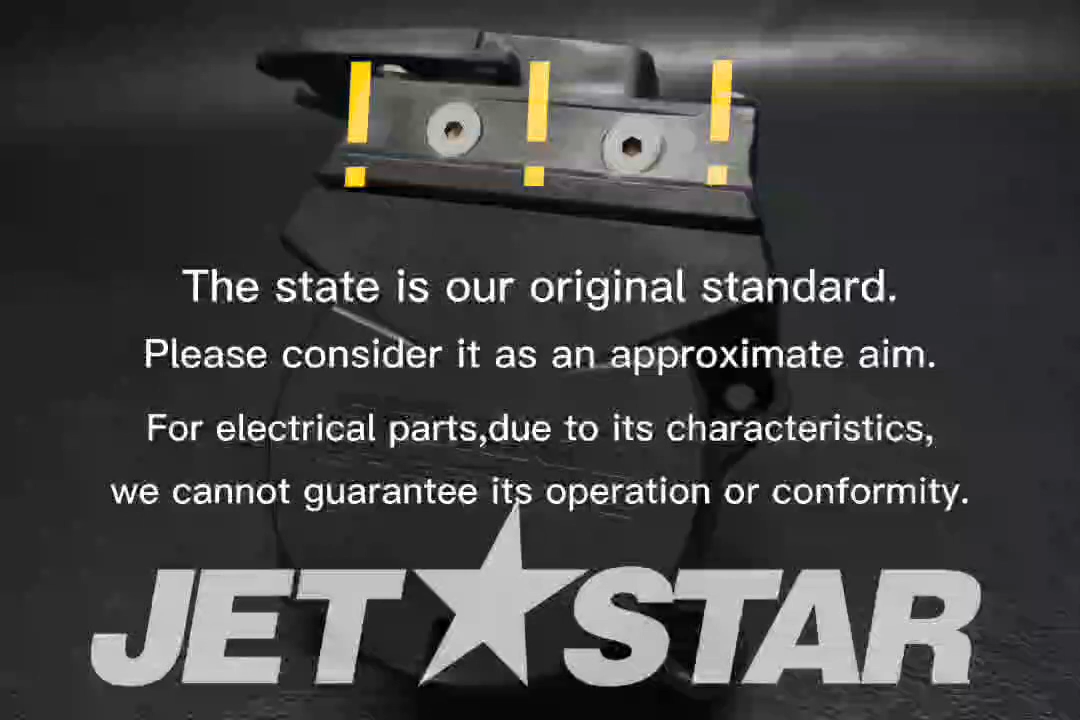 The state is our original standard.
Please consider it as an approximate aim.
For electrical parts,due to its characteristics,
we cannot guarantee its operation or conformity.
JET★STAR